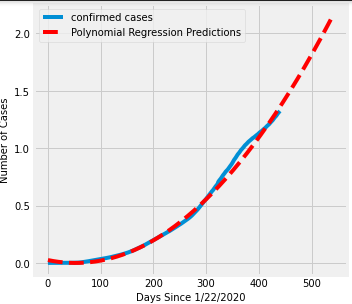 confirmed cases
Polynomial Regression Predictions
Number of Cases
2.0
1.5
1.0
0.5
0.0
0 100 200 300 400 500
Days Since 1/22/2020